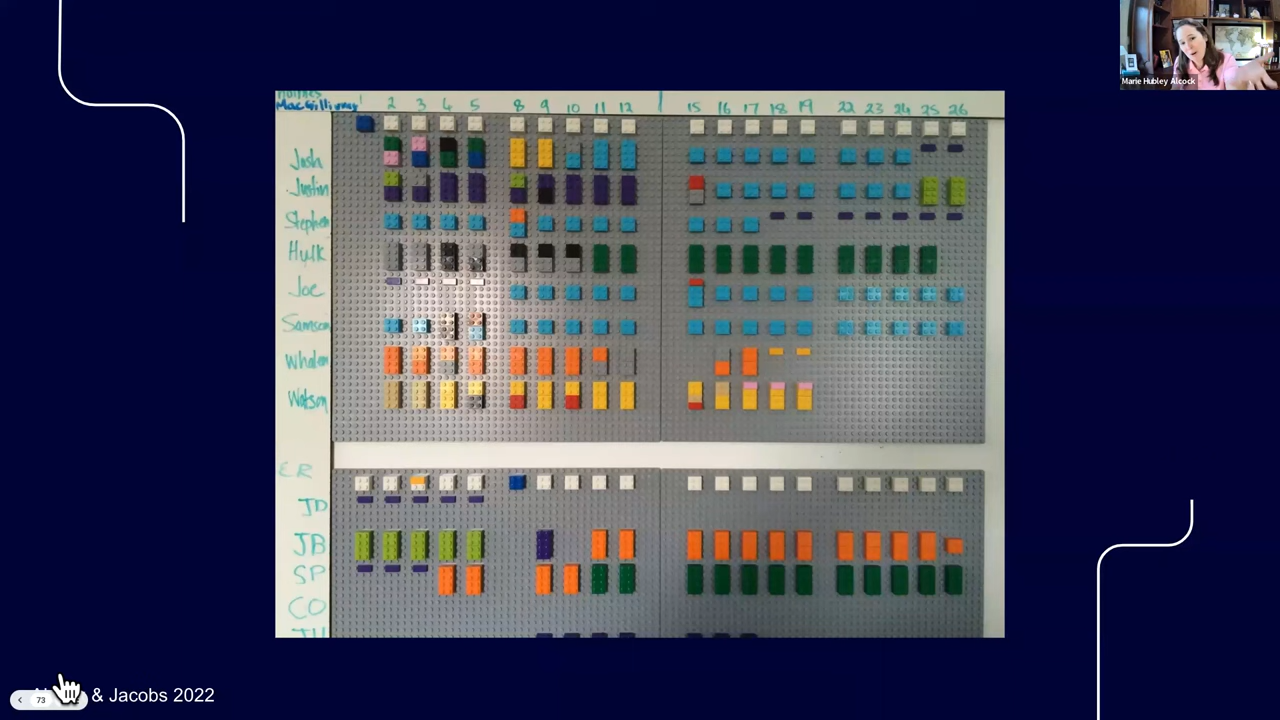 Marie Hubley Alcock
MacGillivray 1 2 3 4 5 8 9 10 11 12 15 16 17 18 19 22 23 24 25 26
Josh
Justin
Stephen
Hulk
Joe
Samson
Whalen
Watson
ER
JD
JB
SP
CO
73
& Jacobs 2022